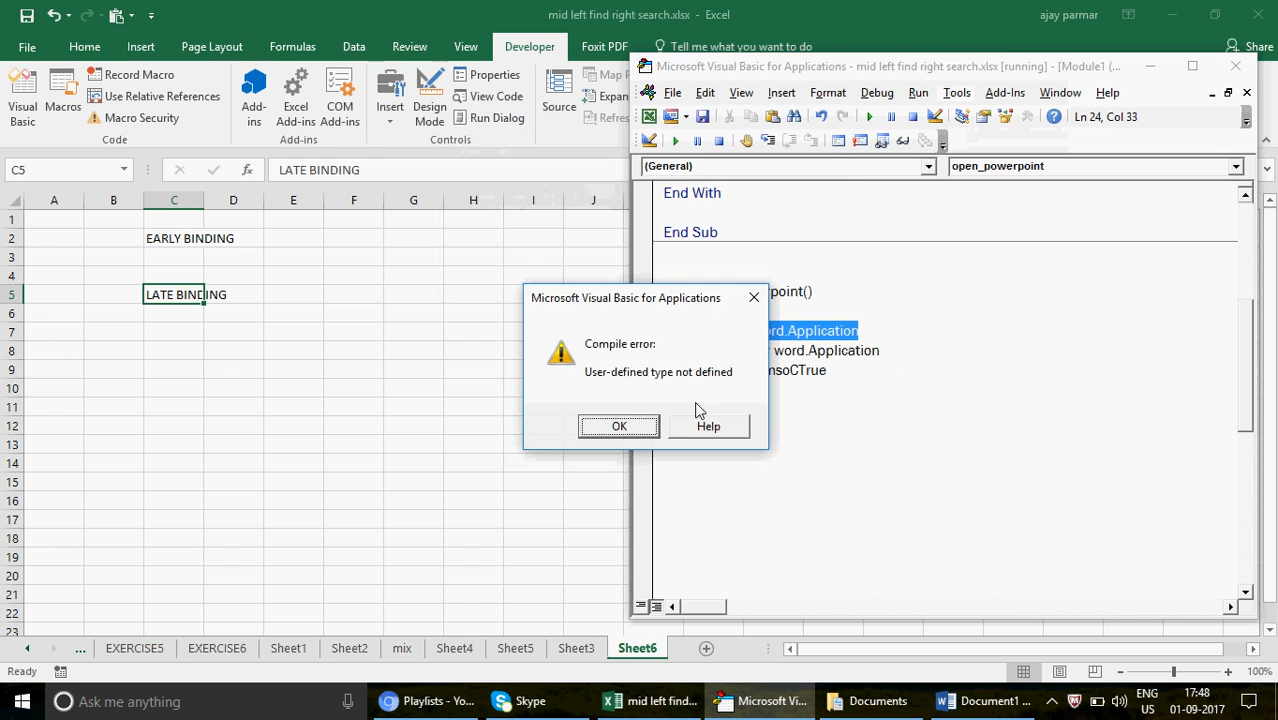 mid left find right search.xlsx - Excel
ajay parmar
File Home Insert Page Layout Formulas Data Review View Developer Foxit PDF Tell me what you want to do Share
Visual Basic
Macros
Record Macro
Use Relative References
Macro Security
Code
Add-ins
Excel Add-ins
COM Add-ins
Add-ins
Insert
Design Mode
Properties
View Code
Run Dialog
Controls
Source
Map
Expan
Refres
C5
LATE BINDING
A B C D E F G H I J
1
2 EARLY BINDING
3
4
5 LATE BINDING
6
7
8
9
10
11
12
13
14
15
16
17
18
19
20
21
22
23
Microsoft Visual Basic for Applications - mid left find right search.xlsx [running] - [Module1 (...
File Edit View Insert Format Debug Run Tools Add-Ins Window Help
Ln 24, Col 33
(General) open_powerpoint
End With
End Sub
rpoint()
ord.Application
word.Application
msoCTrue
Microsoft Visual Basic for Applications
Compile error:
User-defined type not defined
OK Help
... EXERCISE5 EXERCISE6 Sheet1 Sheet2 mix Sheet4 Sheet5 Sheet3 Sheet6
Ready
100%
Ask me anything
Playlists - Yo...
Skype
mid left find...
Microsoft Vi...
Documents
Document1 ...
ENG
US
17:48
01-09-2017